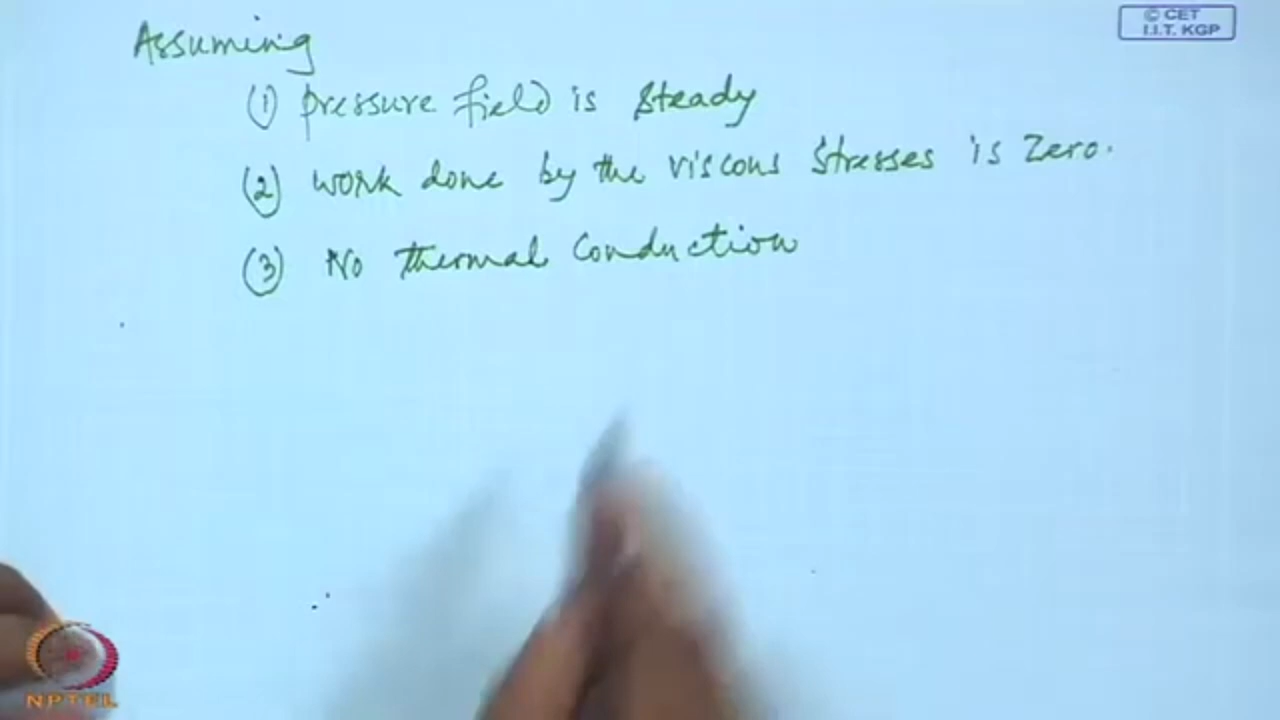 © CET
I.I.T. KGP
Assuming
(1) pressure field is steady
(2) work done by the viscous stresses is zero.
(3) No thermal conduction
NPTEL